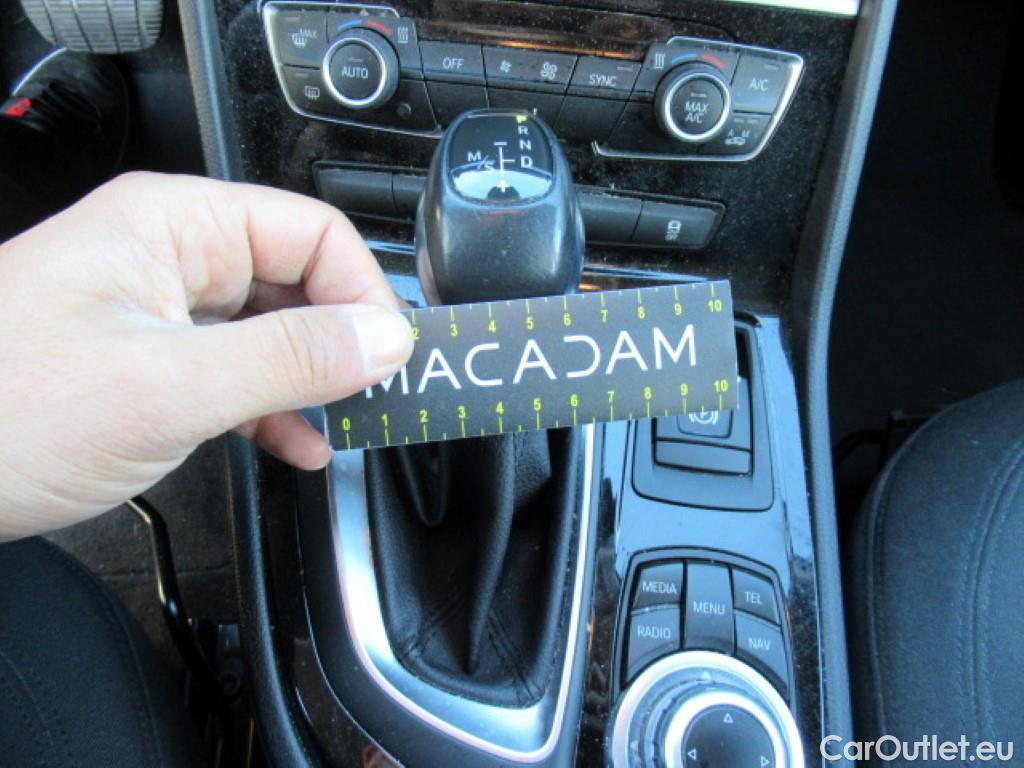 MAX
AUTO
OFF
SYNC
MAX
A/C
A/C
A M
P
R
N
M/S D
2 3 4 5 6 7 8 9 10
MACADAM
0 1 2 3 4 5 6 7 8 9 10
MEDIA MENU TEL
RADIO NAV
CarOutlet.eu